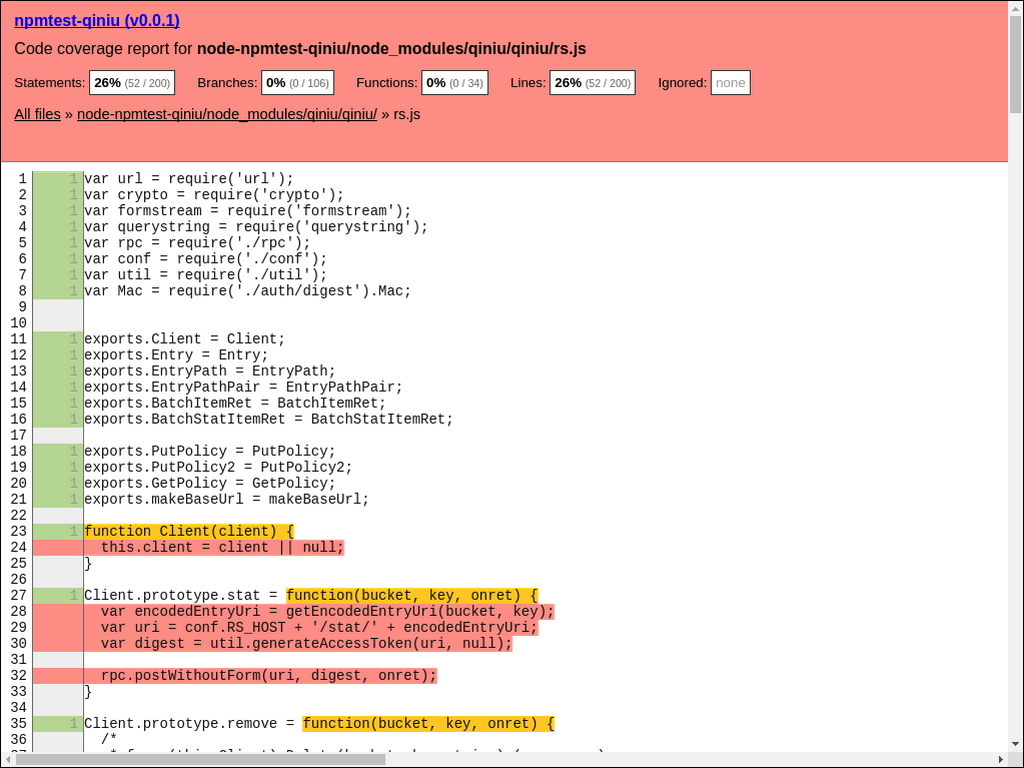 npmtest-qiniu (v0.0.1)
Code coverage report for node-npmtest-qiniu/node_modules/qiniu/qiniu/rs.js
Statements: 26% (52 / 200) Branches: 0% (0 / 106) Functions: 0% (0 / 34) Lines: 26% (52 / 200) Ignored: none
All files » node-npmtest-qiniu/node_modules/qiniu/qiniu/ » rs.js
1 1 var url = require('url');
2 1 var crypto = require('crypto');
3 1 var formstream = require('formstream');
4 1 var querystring = require('querystring');
5 1 var rpc = require('./rpc');
6 1 var conf = require('./conf');
7 1 var util = require('./util');
8 1 var Mac = require('./auth/digest').Mac;
9
10
11 1 exports.Client = Client;
12 1 exports.Entry = Entry;
13 1 exports.EntryPath = EntryPath;
14 1 exports.EntryPathPair = EntryPathPair;
15 1 exports.BatchItemRet = BatchItemRet;
16 1 exports.BatchStatItemRet = BatchStatItemRet;
17
18 1 exports.PutPolicy = PutPolicy;
19 1 exports.PutPolicy2 = PutPolicy2;
20 1 exports.GetPolicy = GetPolicy;
21 1 exports.makeBaseUrl = makeBaseUrl;
22
23 1 function Client(client) {
24   this.client = client || null;
25 }
26
27 1 Client.prototype.stat = function(bucket, key, onret) {
28   var encodedEntryUri = getEncodedEntryUri(bucket, key);
29   var uri = conf.RS_HOST + '/stat/' + encodedEntryUri;
30   var digest = util.generateAccessToken(uri, null);
31
32   rpc.postWithoutForm(uri, digest, onret);
33 }
34
35 1 Client.prototype.remove = function(bucket, key, onret) {
36   /*